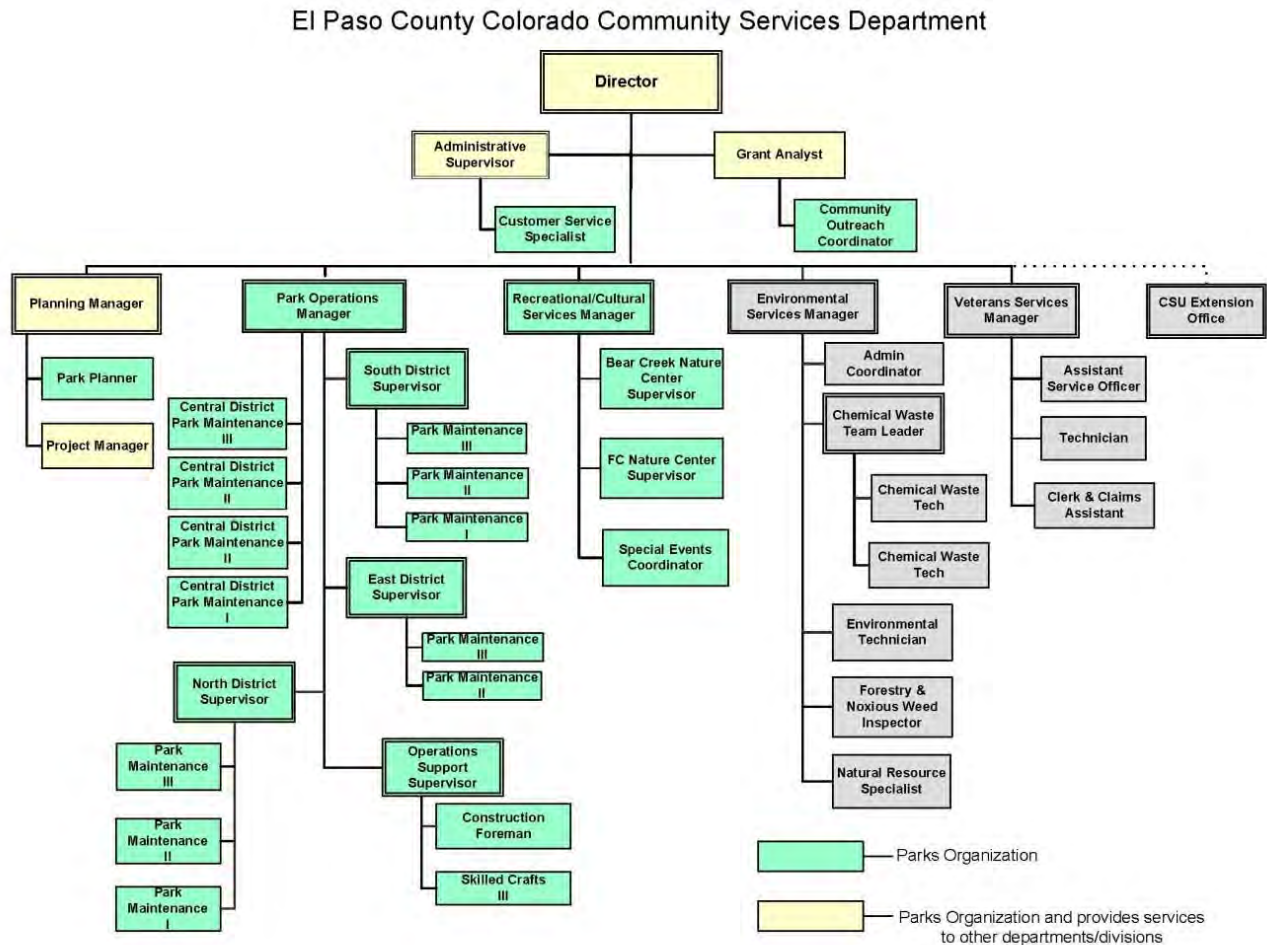 El Paso County Colorado Community Services Department
Director
Administrative
Supervisor
Grant Analyst
Customer Service
Specialist
Community
Outreach
Coordinator
Planning Manager
Park Operations
Manager
Recreational/Cultural
Services Manager
Environmental
Services Manager
Veterans Services
Manager
CSU Extension
Office
Park Planner
Project Manager
Central District
Park Maintenance
III
Central District
Park Maintenance
II
Central District
Park Maintenance
II
Central District
Park Maintenance
I
South District
Supervisor
Park Maintenance
III
Park Maintenance
II
Park Maintenance
I
East District
Supervisor
Park Maintenance
III
Park Maintenance
II
North District
Supervisor
Park
Maintenance
III
Park
Maintenance
II
Park
Maintenance
I
Operations
Support
Supervisor
Construction
Foreman
Skilled Crafts
III
Bear Creek Nature
Center
Supervisor
FC Nature Center
Supervisor
Special Events
Coordinator
Admin
Coordinator
Chemical Waste
Team Leader
Chemical Waste
Tech
Chemical Waste
Tech
Environmental
Technician
Forestry &
Noxious Weed
Inspector
Natural Resource
Specialist
Assistant
Service Officer
Technician
Clerk & Claims
Assistant
Parks Organization
Parks Organization and provides services
to other departments/divisions